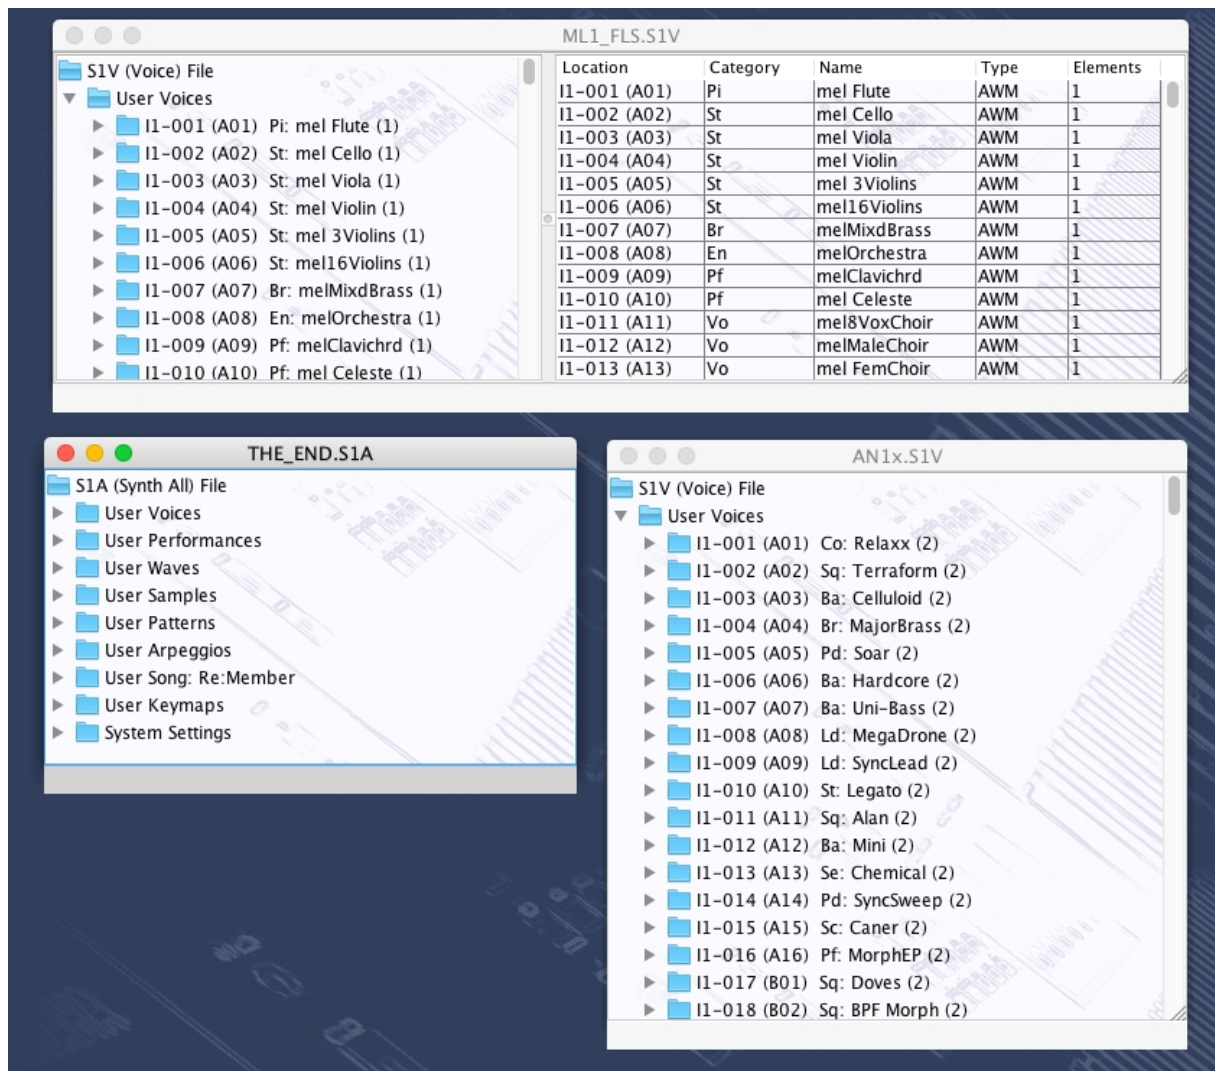 ML1_FLS.S1V
S1V (Voice) File
User Voices
I1-001 (A01) Pi: mel Flute (1)
I1-002 (A02) St: mel Cello (1)
I1-003 (A03) St: mel Viola (1)
I1-004 (A04) St: mel Violin (1)
I1-005 (A05) St: mel 3Violins (1)
I1-006 (A06) St: mel16Violins (1)
I1-007 (A07) Br: melMixdBrass (1)
I1-008 (A08) En: melOrchestra (1)
I1-009 (A09) Pf: melClavichrd (1)
I1-010 (A10) Pf: mel Celeste (1)
Location Category Name Type Elements
I1-001 (A01) Pi mel Flute AWM 1
I1-002 (A02) St mel Cello AWM 1
I1-003 (A03) St mel Viola AWM 1
I1-004 (A04) St mel Violin AWM 1
I1-005 (A05) St mel 3Violins AWM 1
I1-006 (A06) St mel16Violins AWM 1
I1-007 (A07) Br melMixdBrass AWM 1
I1-008 (A08) En melOrchestra AWM 1
I1-009 (A09) Pf melClavichrd AWM 1
I1-010 (A10) Pf mel Celeste AWM 1
I1-011 (A11) Vo mel8VoxChoir AWM 1
I1-012 (A12) Vo melMaleChoir AWM 1
I1-013 (A13) Vo mel FemChoir AWM 1
THE_END.S1A
S1A (Synth All) File
User Voices
User Performances
User Waves
User Samples
User Patterns
User Arpeggios
User Song: Re:Member
User Keymaps
System Settings
AN1x.S1V
S1V (Voice) File
User Voices
I1-001 (A01) Co: Relaxx (2)
I1-002 (A02) Sq: Terraform (2)
I1-003 (A03) Ba: Celluloid (2)
I1-004 (A04) Br: MajorBrass (2)
I1-005 (A05) Pd: Soar (2)
I1-006 (A06) Ba: Hardcore (2)
I1-007 (A07) Ba: Uni-Bass (2)
I1-008 (A08) Ld: MegaDrone (2)
I1-009 (A09) Ld: SyncLead (2)
I1-010 (A10) St: Legato (2)
I1-011 (A11) Sq: Alan (2)
I1-012 (A12) Ba: Mini (2)
I1-013 (A13) Se: Chemical (2)
I1-014 (A14) Pd: SyncSweep (2)
I1-015 (A15) Sc: Caner (2)
I1-016 (A16) Pf: MorphEP (2)
I1-017 (B01) Sq: Doves (2)
I1-018 (B02) Sq: BPF Morph (2)